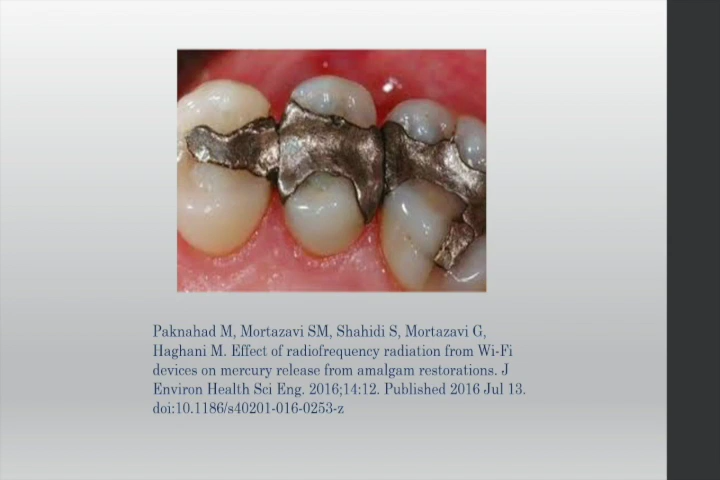 Paknahad M, Mortazavi SM, Shahidi S, Mortazavi G,
Haghani M. Effect of radiofrequency radiation from Wi-Fi
devices on mercury release from amalgam restorations. J
Environ Health Sci Eng. 2016;14:12. Published 2016 Jul 13.
doi:10.1186/s40201-016-0253-z